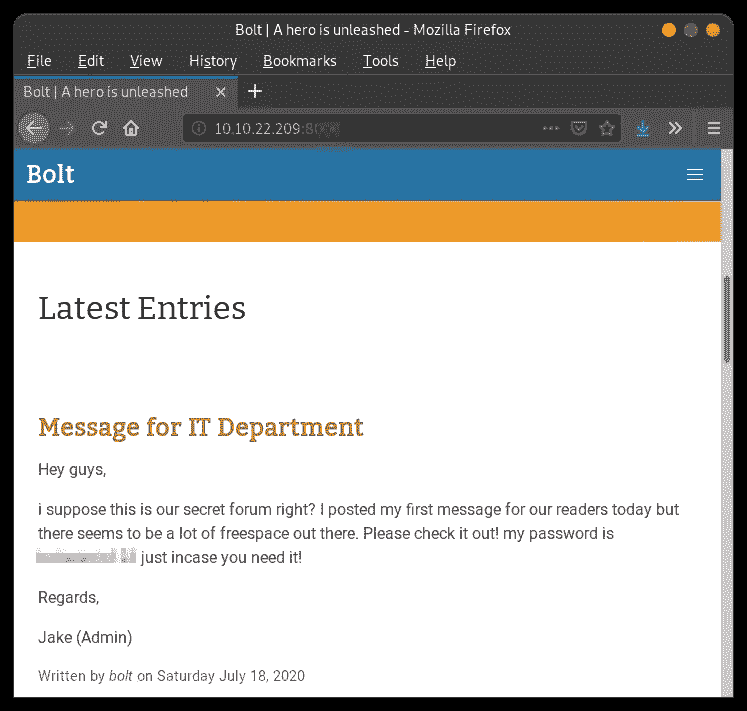 Bolt | A hero is unleashed - Mozilla Firefox
File Edit View History Bookmarks Tools Help
Bolt | A hero is unleashed
10.10.22.209
Bolt
Latest Entries
Message for IT Department
Hey guys,
i suppose this is our secret forum right? I posted my first message for our readers today but
there seems to be a lot of freespace out there. Please check it out! my password is
just incase you need it!
Regards,
Jake (Admin)
Written by bolt on Saturday July 18, 2020